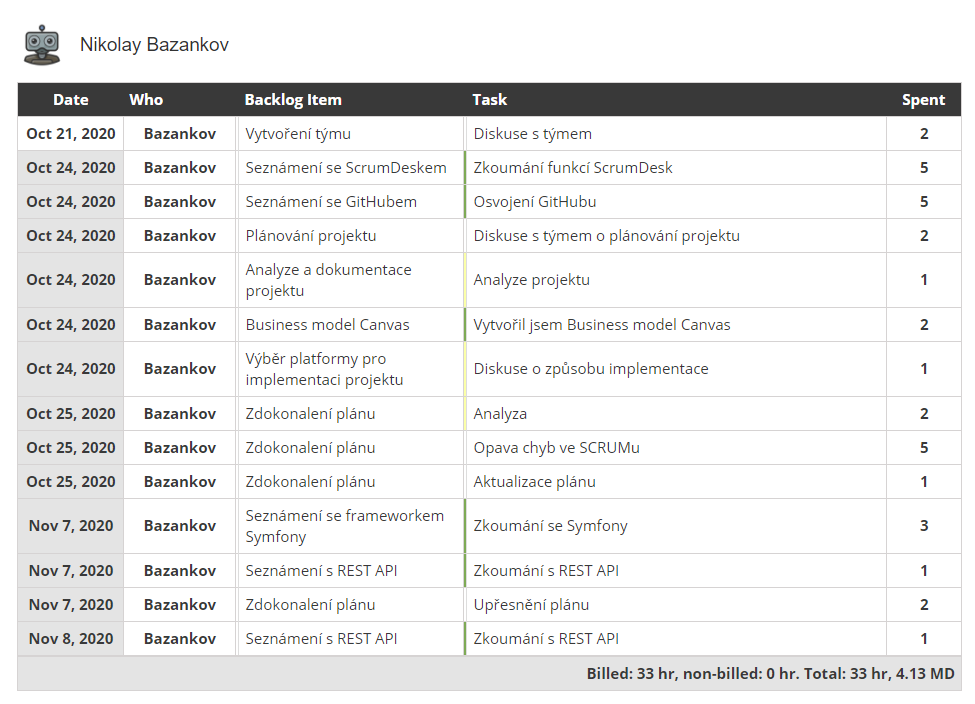 Nikolay Bazankov
Date Who Backlog Item Task Spent
Oct 21, 2020 Bazankov Vytvoření týmu Diskuse s týmem 2
Oct 24, 2020 Bazankov Seznámení se ScrumDeskem Zkoumání funkcí ScrumDesk 5
Oct 24, 2020 Bazankov Seznámení se GitHubem Osvojení GitHubu 5
Oct 24, 2020 Bazankov Plánování projektu Diskuse s týmem o plánování projektu 2
Oct 24, 2020 Bazankov Analyze a dokumentace
projektu Analyze projektu 1
Oct 24, 2020 Bazankov Business model Canvas Vytvořil jsem Business model Canvas 2
Oct 24, 2020 Bazankov Výběr platformy pro
implementaci projektu Diskuse o způsobu implementace 1
Oct 25, 2020 Bazankov Zdokonalení plánu Analyza 2
Oct 25, 2020 Bazankov Zdokonalení plánu Opava chyb ve SCRUMu 5
Oct 25, 2020 Bazankov Zdokonalení plánu Aktualizace plánu 1
Nov 7, 2020 Bazankov Seznámení se frameworkem
Symfony Zkoumání se Symfony 3
Nov 7, 2020 Bazankov Seznámení s REST API Zkoumání s REST API 1
Nov 7, 2020 Bazankov Zdokonalení plánu Upřesnění plánu 2
Nov 8, 2020 Bazankov Seznámení s REST API Zkoumání s REST API 1
Billed: 33 hr, non-billed: 0 hr. Total: 33 hr, 4.13 MD